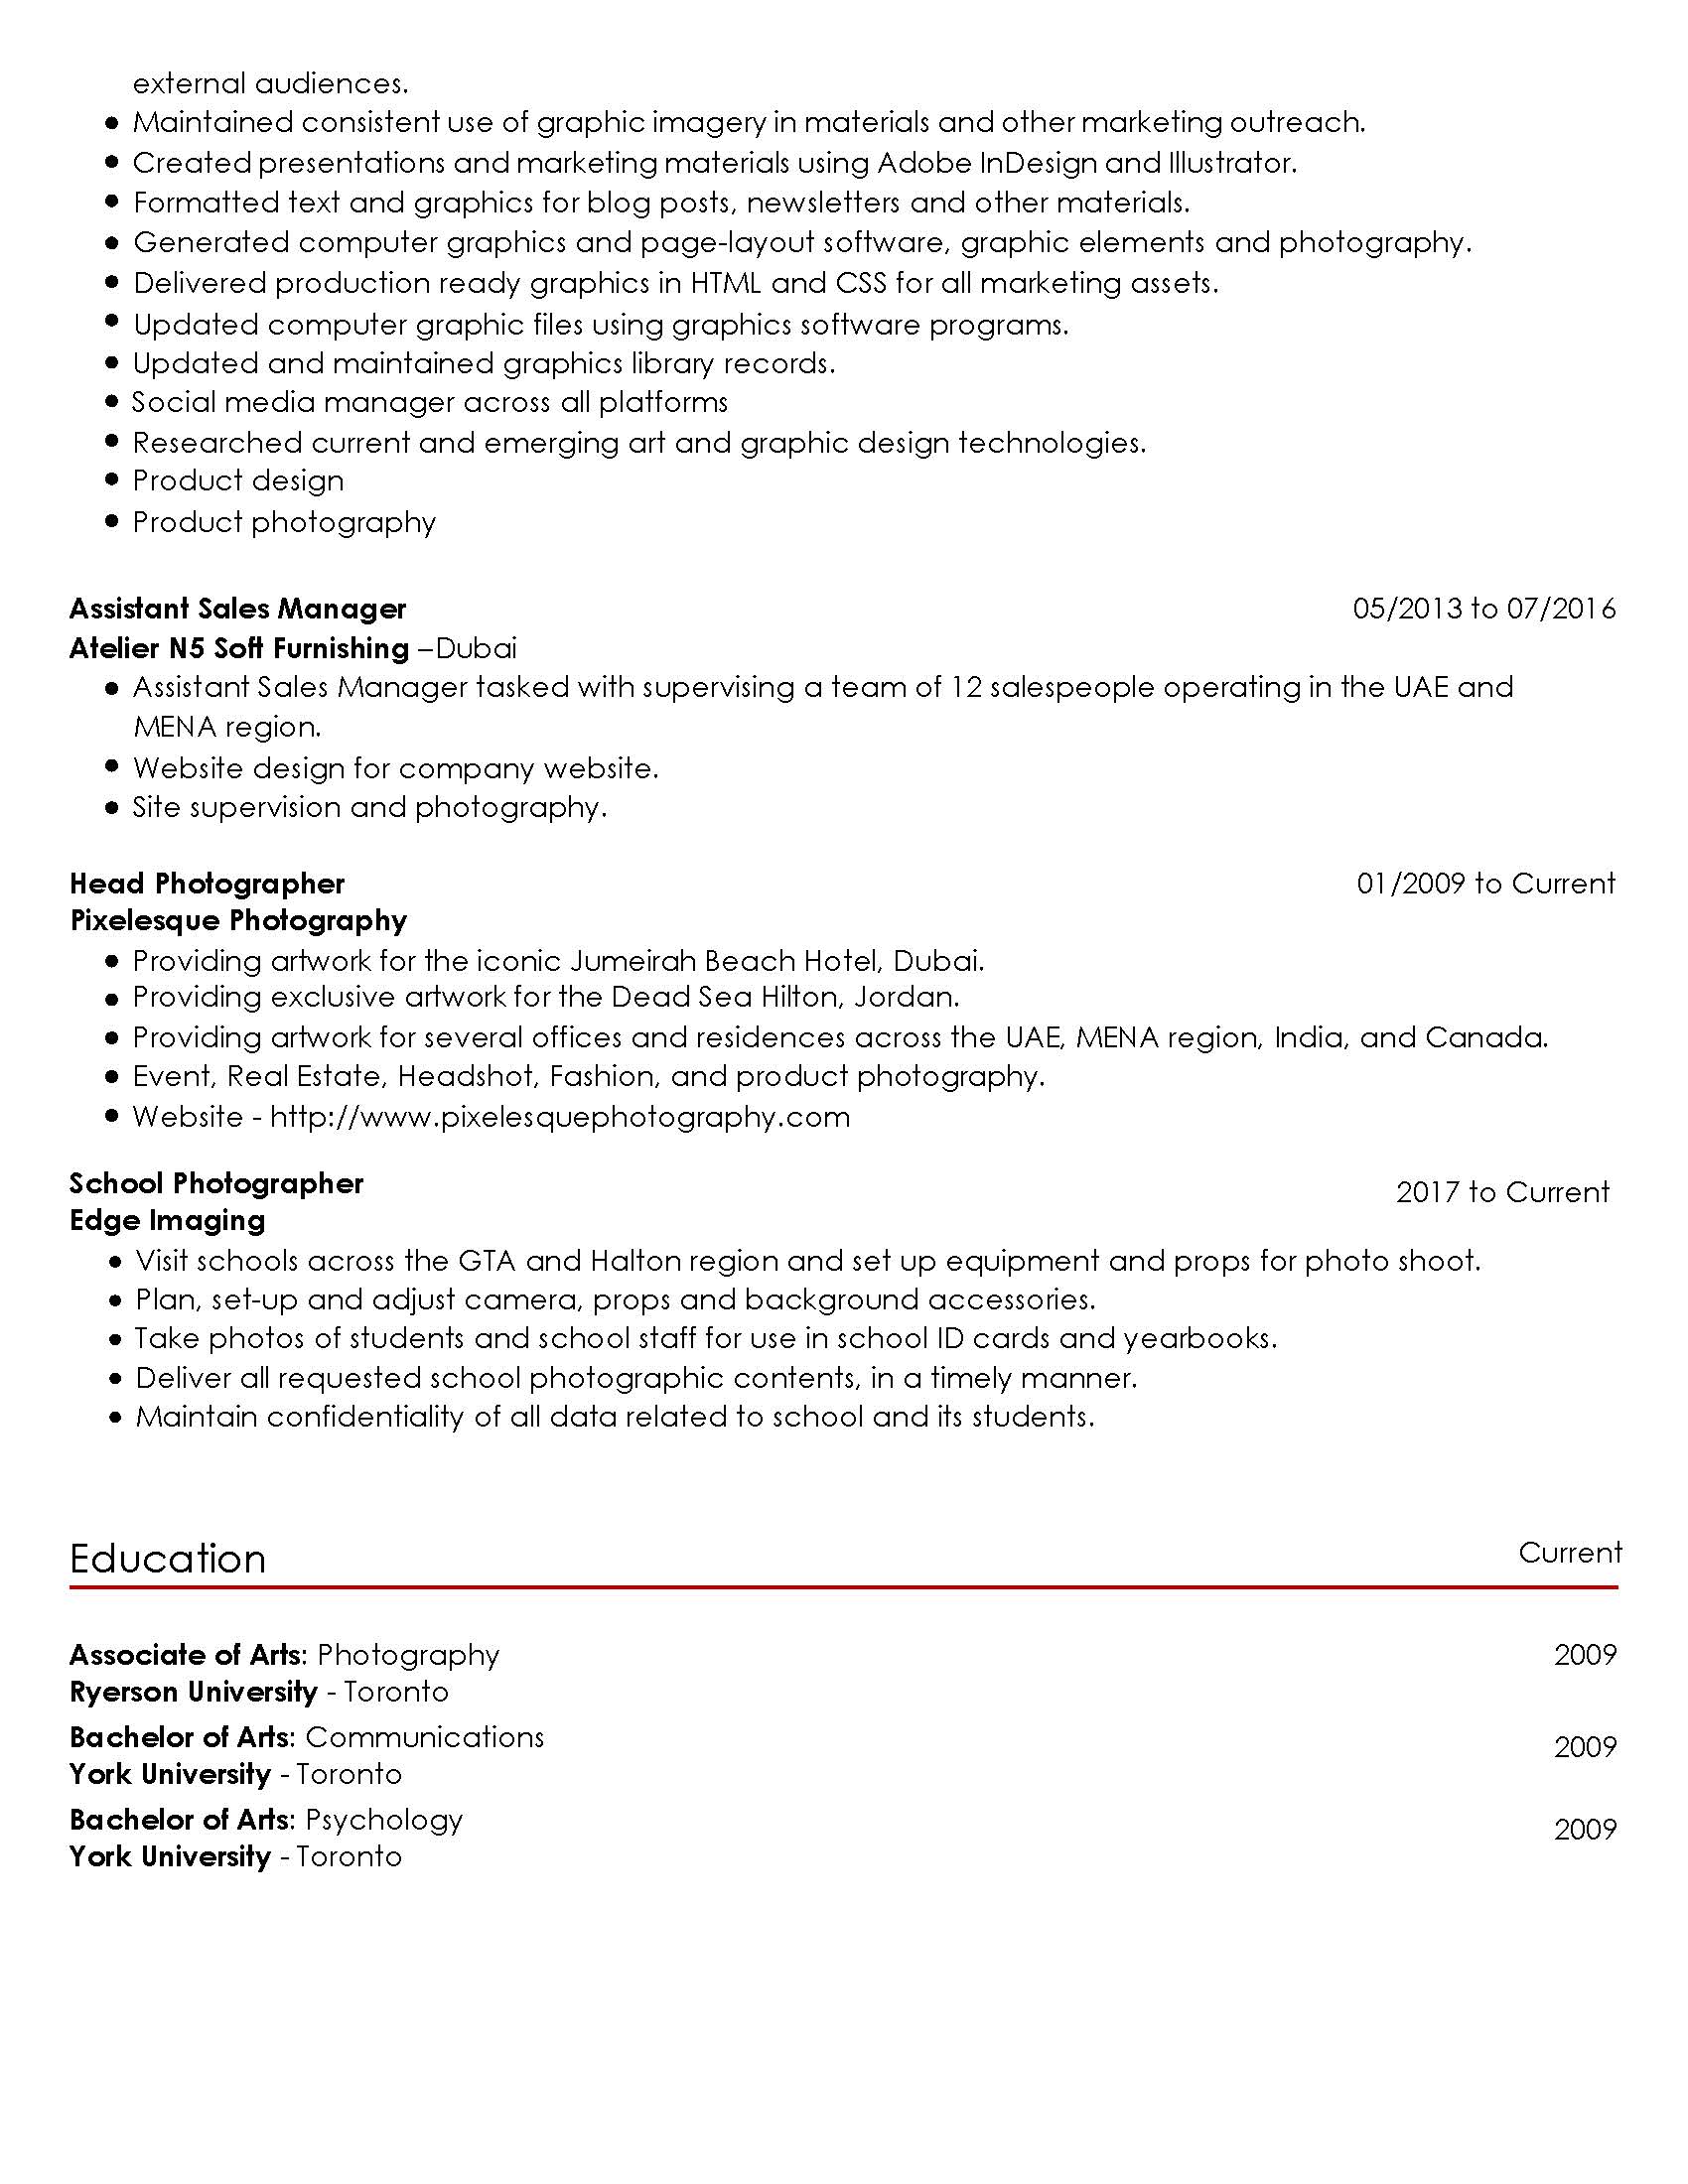 external audiences.
● Maintained consistent use of graphic imagery in materials and other marketing outreach.
● Created presentations and marketing materials using Adobe InDesign and Illustrator.
● Formatted text and graphics for blog posts, newsletters and other materials.
● Generated computer graphics and page-layout software, graphic elements and photography.
● Delivered production ready graphics in HTML and CSS for all marketing assets.
● Updated computer graphic files using graphics software programs.
● Updated and maintained graphics library records.
● Social media manager across all platforms
● Researched current and emerging art and graphic design technologies.
● Product design
● Product photography
Assistant Sales Manager 05/2013 to 07/2016
Atelier N5 Soft Furnishing –Dubai
● Assistant Sales Manager tasked with supervising a team of 12 salespeople operating in the UAE and
MENA region.
● Website design for company website.
● Site supervision and photography.
Head Photographer 01/2009 to Current
Pixelesque Photography
● Providing artwork for the iconic Jumeirah Beach Hotel, Dubai.
● Providing exclusive artwork for the Dead Sea Hilton, Jordan.
● Providing artwork for several offices and residences across the UAE, MENA region, India, and Canada.
● Event, Real Estate, Headshot, Fashion, and product photography.
● Website - http://www.pixelesquephotography.com
School Photographer 2017 to Current
Edge Imaging
● Visit schools across the GTA and Halton region and set up equipment and props for photo shoot.
● Plan, set-up and adjust camera, props and background accessories.
● Take photos of students and school staff for use in school ID cards and yearbooks.
● Deliver all requested school photographic contents, in a timely manner.
● Maintain confidentiality of all data related to school and its students.
Education Current
Associate of Arts: Photography 2009
Ryerson University - Toronto
Bachelor of Arts: Communications 2009
York University - Toronto
Bachelor of Arts: Psychology 2009
York University - Toronto